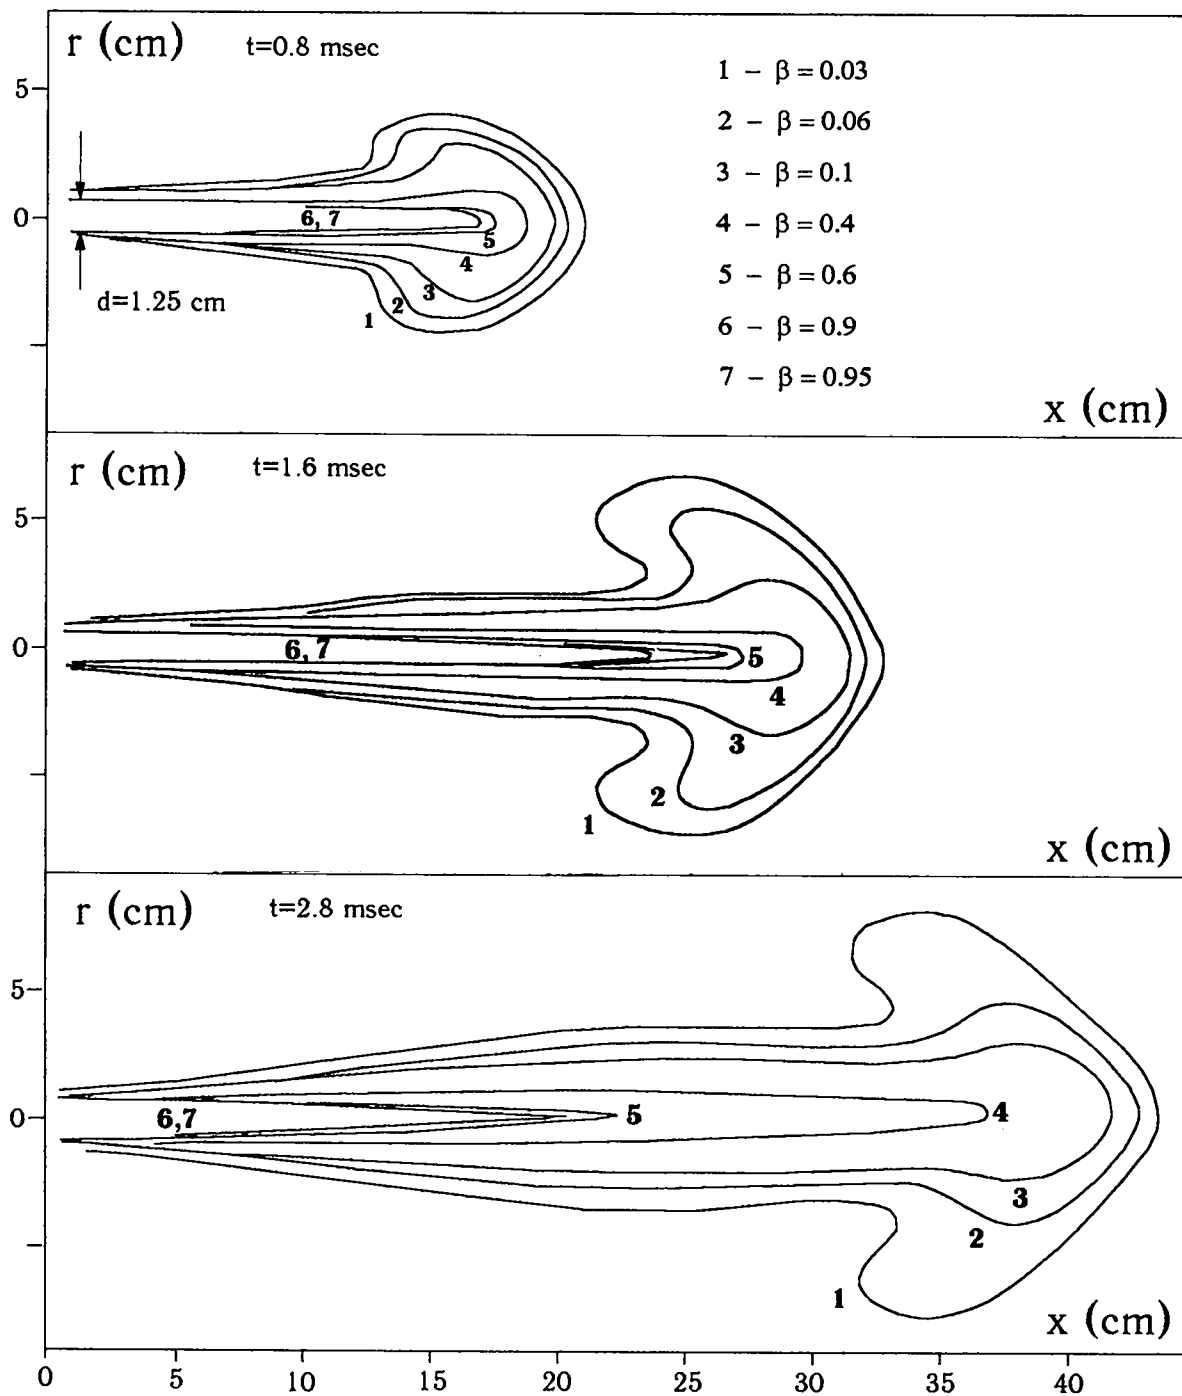 r (cm)
t=0.8 msec
1 – β = 0.03
5
2 – β = 0.06
3 – β = 0.1
0
6, 7
4 – β = 0.4
5
4
5 – β = 0.6
3
d=1.25 cm
2
1
6 – β = 0.9
7 – β = 0.95
x (cm)
r (cm)
t=1.6 msec
5
0
6, 7
5
4
3
2
1
x (cm)
r (cm)
t=2.8 msec
5
0
6,7
5
4
3
2
1
x (cm)
0
5
10
15
20
25
30
35
40